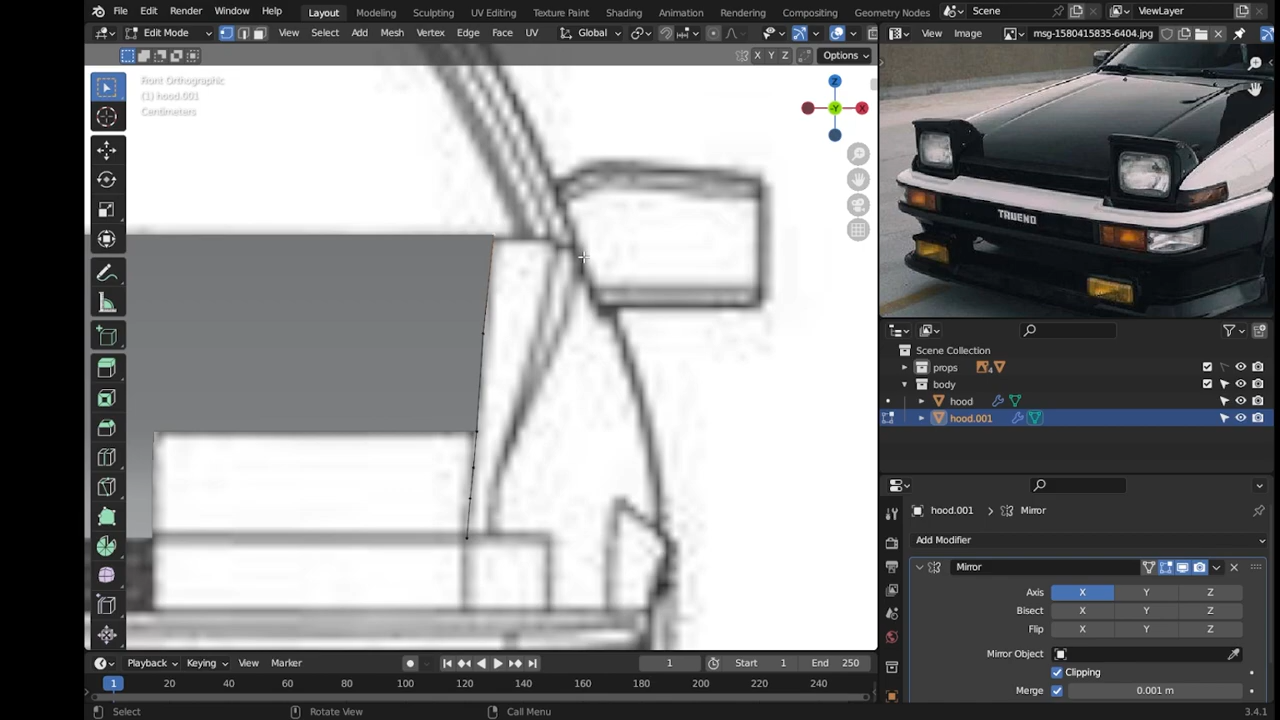 File Edit Render Window Help Layout Modeling Sculpting UV Editing Texture Paint Shading Animation Rendering Compositing Geometry Nodes Scene ViewLayer
Edit Mode View Select Add Mesh Vertex Edge Face UV Global View Image msg-1580415835-6404.jpg
X Y Z Options
Front Orthographic
(1) hood.001
Centimeters
Z
-Y X
TRUENO
Scene Collection
props 4
body
hood
hood.001
hood.001 Mirror
Add Modifier
Mirror
Axis X Y Z
Bisect X Y Z
Flip X Y Z
Mirror Object
Clipping
Merge 0.001 m
Playback Keying View Marker 1 Start 1 End 250
1 20 40 60 80 100 120 140 160 180 200 220 240
Select Rotate View Call Menu 3.4.1